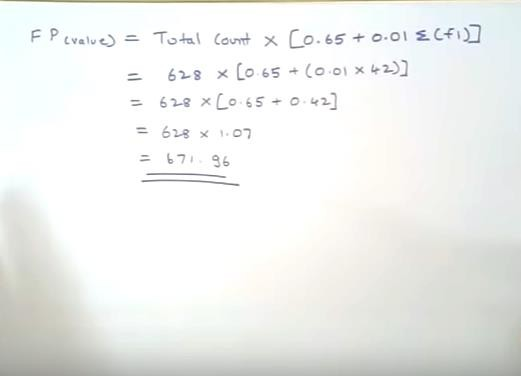 FP(value) = Total Count × [0.65 + 0.01 Σ(fi)]
= 628 × [0.65 + (0.01 × 42)]
= 628 × [0.65 + 0.42]
= 628 × 1.07
= 671.96